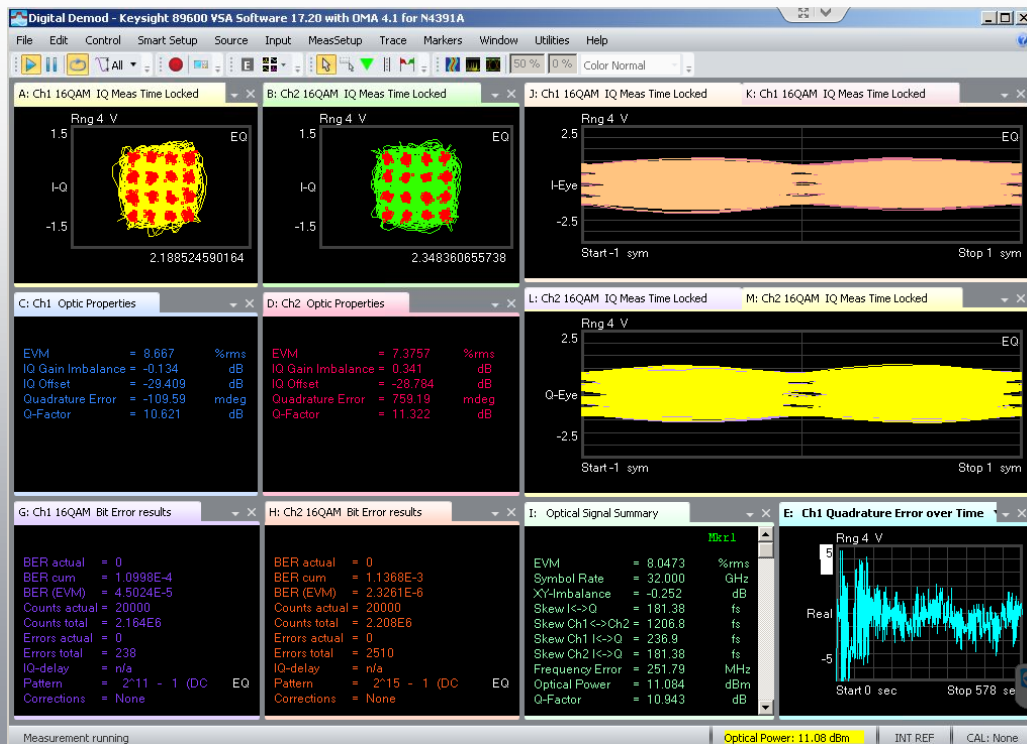 Digital Demod - Keysight 89600 VSA Software 17.20 with OMA 4.1 for N4391A
File Edit Control Smart Setup Source Input MeasSetup Trace Markers Window Utilities Help
All 50 % 0 % Color Normal
A: Ch1 16QAM IQ Meas Time Locked
Rng 4 V
1.5
EQ
I-Q
-1.5
2.188524590164
B: Ch2 16QAM IQ Meas Time Locked
Rng 4 V
1.5
EQ
I-Q
-1.5
2.348360655738
J: Ch1 16QAM IQ Meas Time Locked
K: Ch1 16QAM IQ Meas Time Locked
Rng 4 V
2.5
EQ
I-Eye
-2.5
Start-1 sym
Stop 1 sym
C: Ch1 Optic Properties
EVM = 8.667 %rms
IQ Gain Imbalance = -0.134 dB
IQ Offset = -29.409 dB
Quadrature Error = -109.59 mdeg
Q-Factor = 10.621 dB
D: Ch2 Optic Properties
EVM = 7.3757 %rms
IQ Gain Imbalance = 0.341 dB
IQ Offset = -28.784 dB
Quadrature Error = 759.19 mdeg
Q-Factor = 11.322 dB
L: Ch2 16QAM IQ Meas Time Locked
M: Ch2 16QAM IQ Meas Time Locked
Rng 4 V
2.5
EQ
Q-Eye
-2.5
Start-1 sym
Stop 1 sym
G: Ch1 16QAM Bit Error results
BER actual = 0
BER cum = 1.0998E-4
BER (EVM) = 4.5024E-5
Counts actual = 20000
Counts total = 2.164E6
Errors actual = 0
Errors total = 238
IQ-delay = n/a
Pattern = 2^11 - 1 (DC EQ
Corrections = None
H: Ch2 16QAM Bit Error results
BER actual = 0
BER cum = 1.1368E-3
BER (EVM) = 2.3261E-6
Counts actual = 20000
Counts total = 2.208E6
Errors actual = 0
Errors total = 2510
IQ-delay = n/a
Pattern = 2^15 - 1 (DC EQ
Corrections = None
I: Optical Signal Summary
Mkr1
EVM = 8.0473 %rms
Symbol Rate = 32.000 GHz
XY-Imbalance = -0.252 dB
Skew I<->Q = 181.38 fs
Skew Ch1<->Ch2 = 1206.8 fs
Skew Ch1 I<->Q = 236.9 fs
Skew Ch2 I<->Q = 181.38 fs
Frequency Error = 251.79 MHz
Optical Power = 11.084 dBm
Q-Factor = 10.943 dB
E: Ch1 Quadrature Error over Time
Rng 4 V
5
Real
-5
Start 0 sec
Stop 578 sec
Measurement running
Optical Power: 11.08 dBm
INT REF
CAL: None